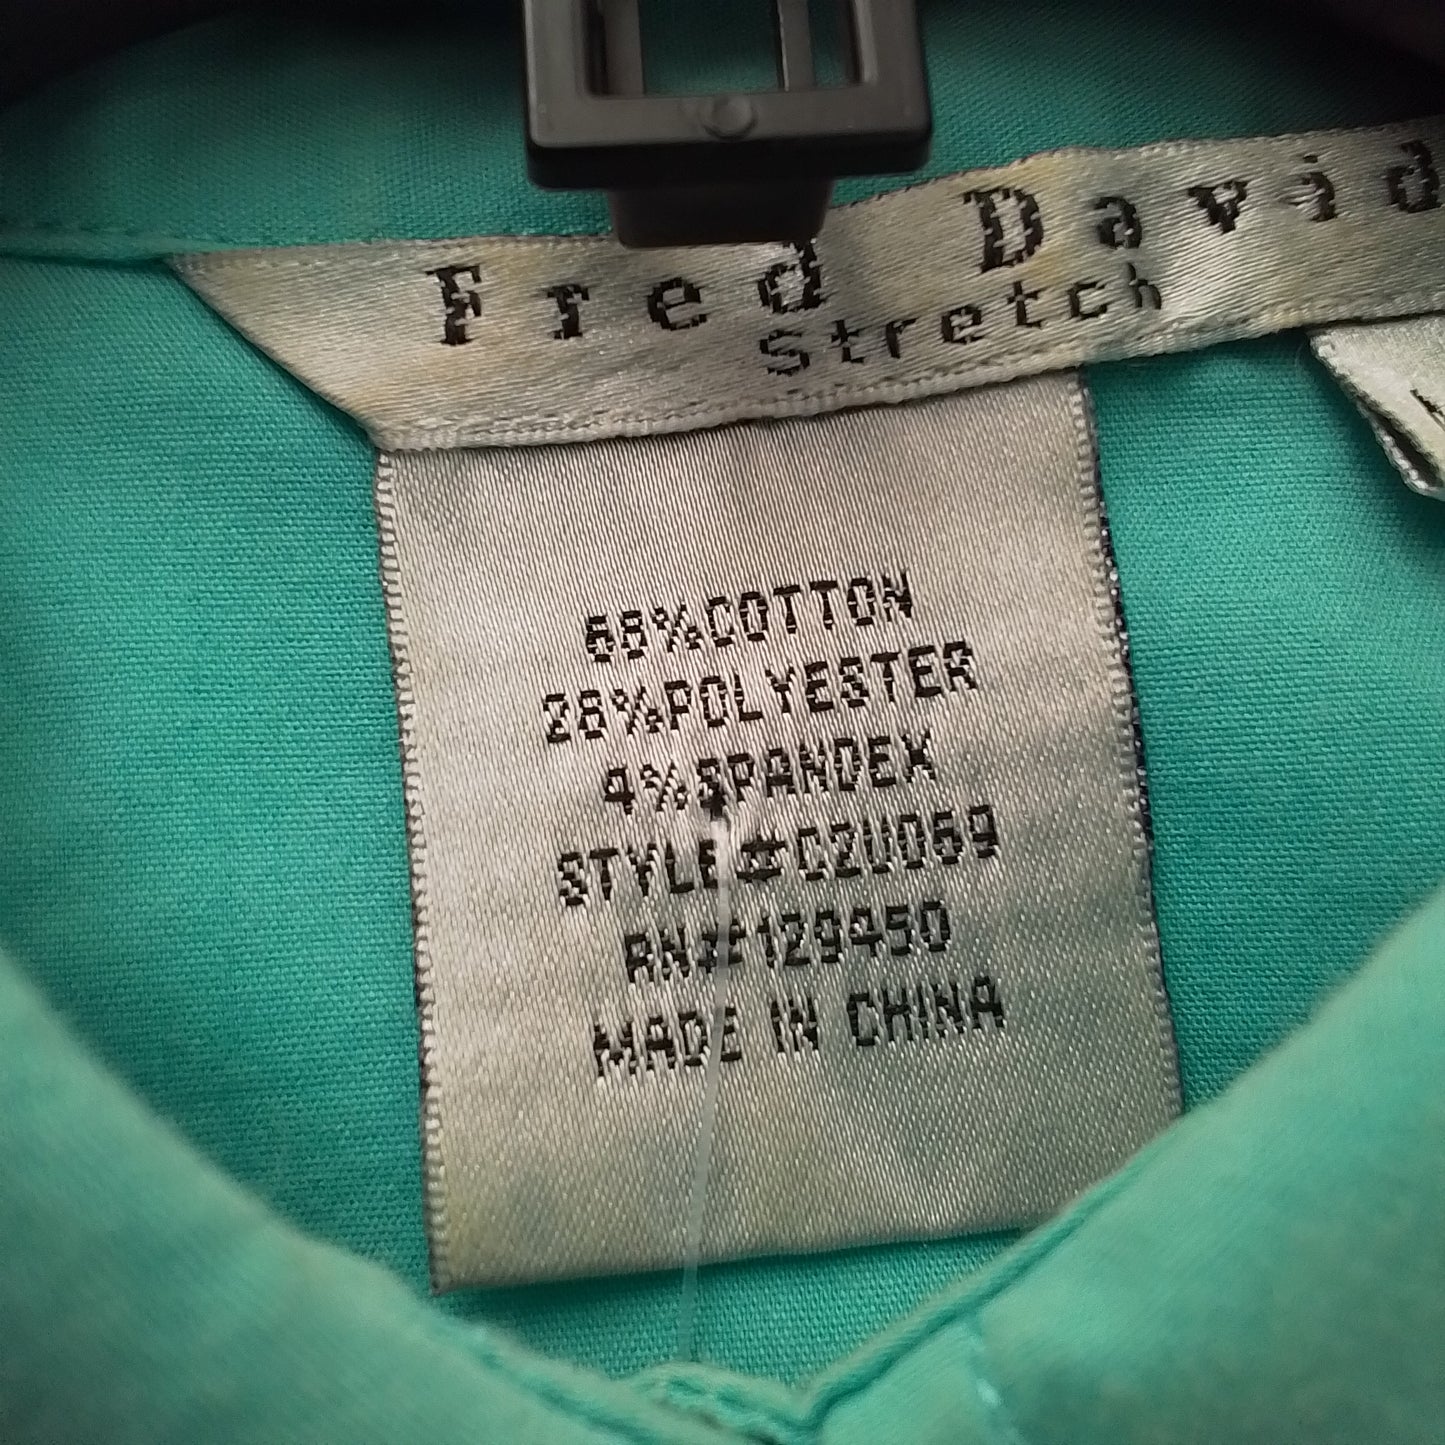 Fred David
Stretch
68%COTTON
28%POLYESTER
4%SPANDEX
STYLE#CZU069
RN#129450
MADE IN CHINA